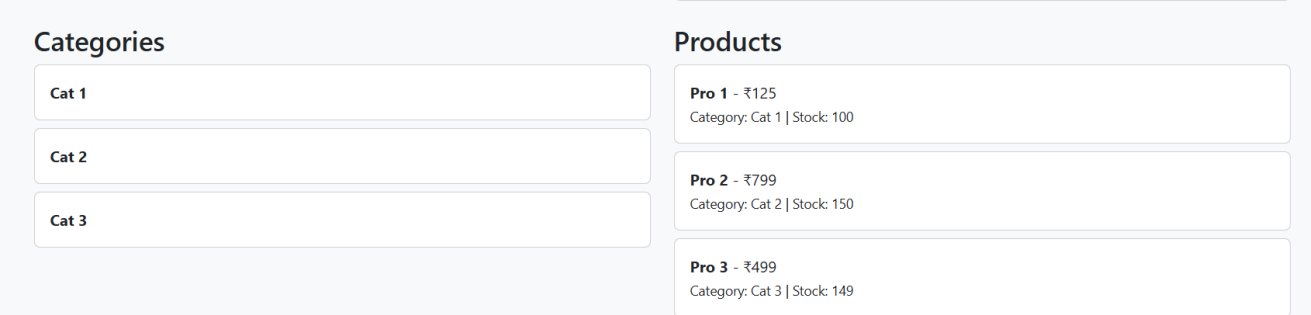 Categories
Cat 1
Cat 2
Cat 3
Products
Pro 1 - ₹125
Category: Cat 1 | Stock: 100
Pro 2 - ₹799
Category: Cat 2 | Stock: 150
Pro 3 - ₹499
Category: Cat 3 | Stock: 149